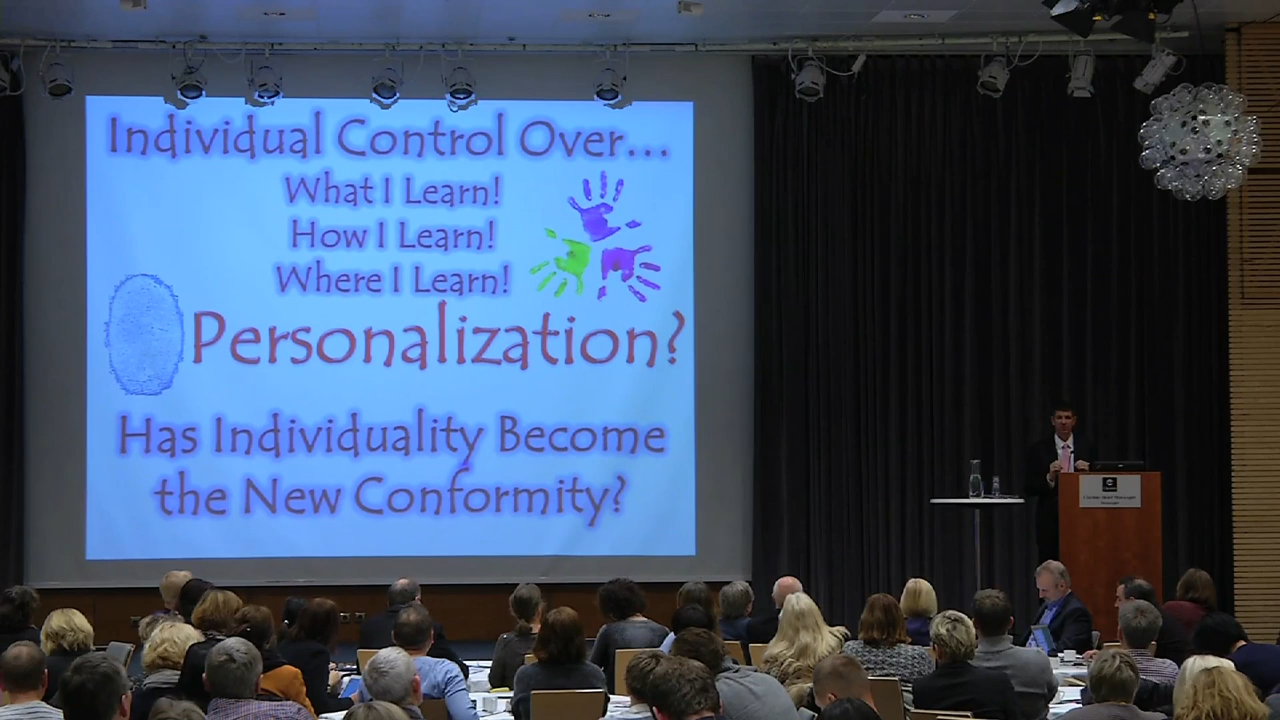 Individual Control Over...
What I Learn!
How I Learn!
Where I Learn!
Personalization?
Has Individuality Become
the New Conformity?